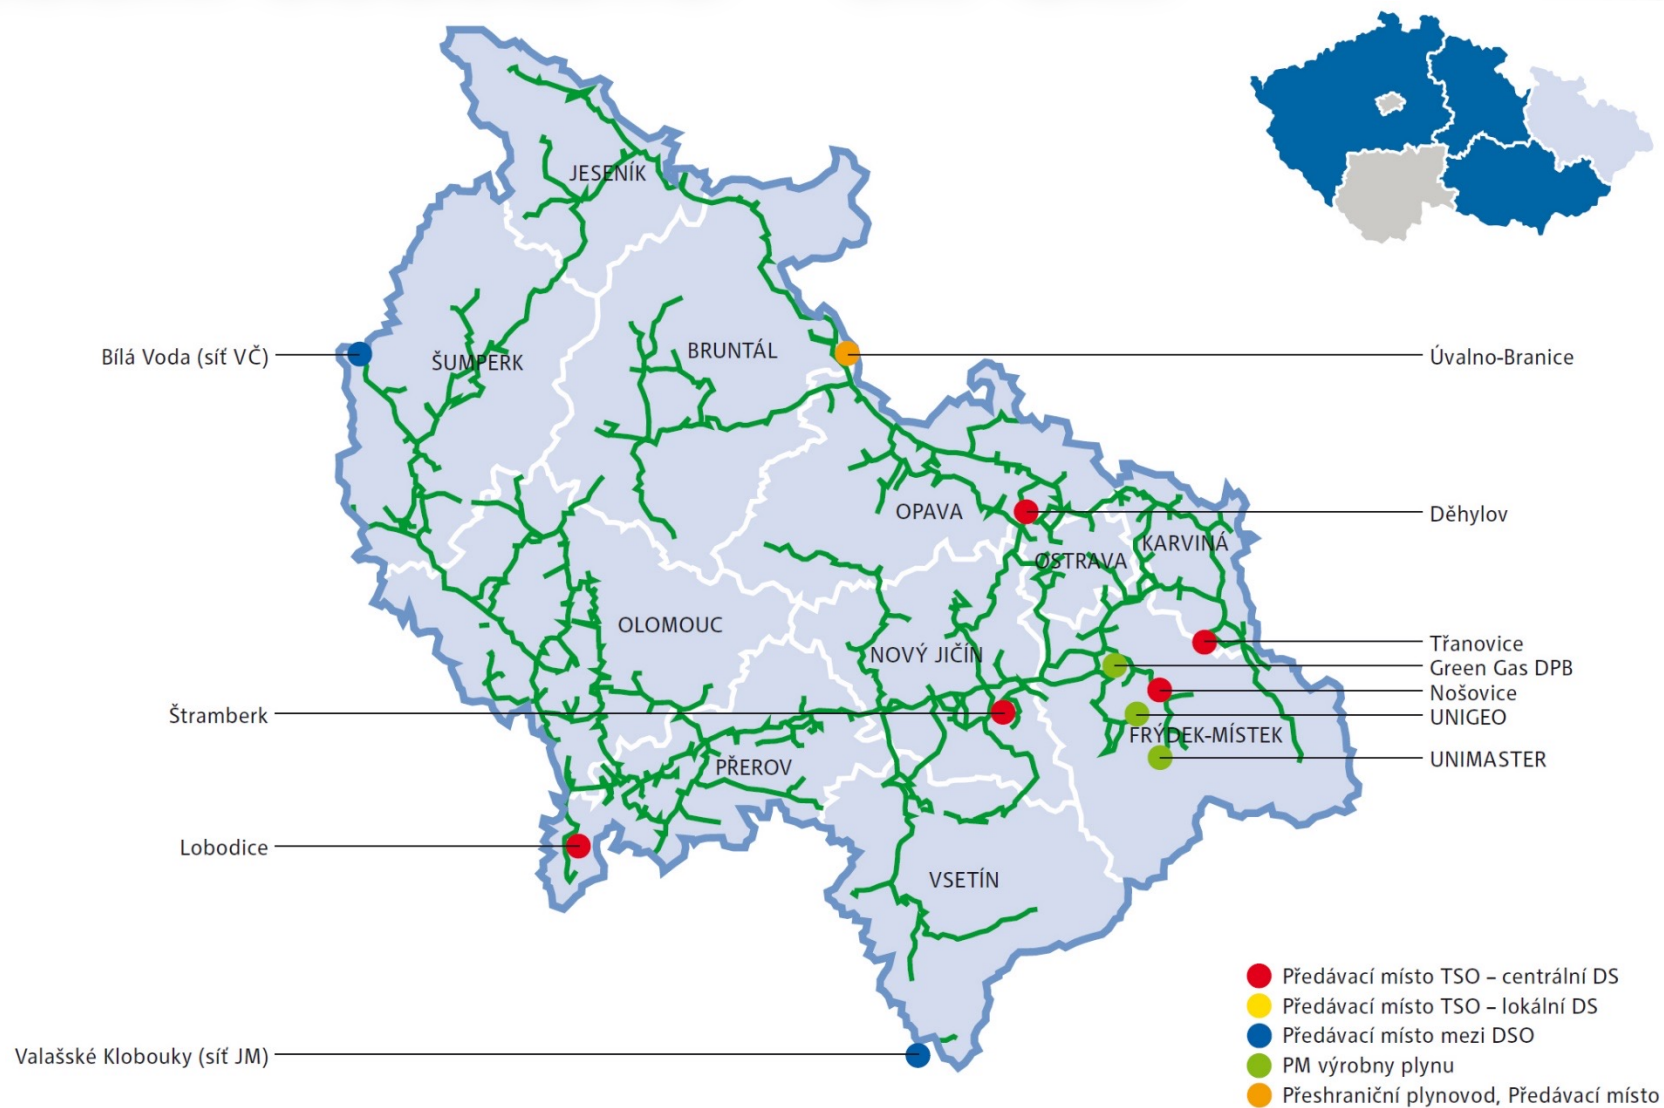 JESENÍK
Bílá Voda (síť VČ)
ŠUMPERK
BRUNTÁL
Úvalno-Branice
OPAVA
Děhylov
KARVINÁ
OSTRAVA
OLOMOUC
NOVÝ JIČÍN
Třanovice
Green Gas DPB
Nošovice
Štramberk
UNIGEO
FRÝDEK-MÍSTEK
UNIMASTER
PŘEROV
Lobodice
VSETÍN
Valašské Klobouky (síť JM)
Předávací místo TSO – centrální DS
Předávací místo TSO – lokální DS
Předávací místo mezi DSO
PM výrobny plynu
Přeshraniční plynovod, Předávací místo